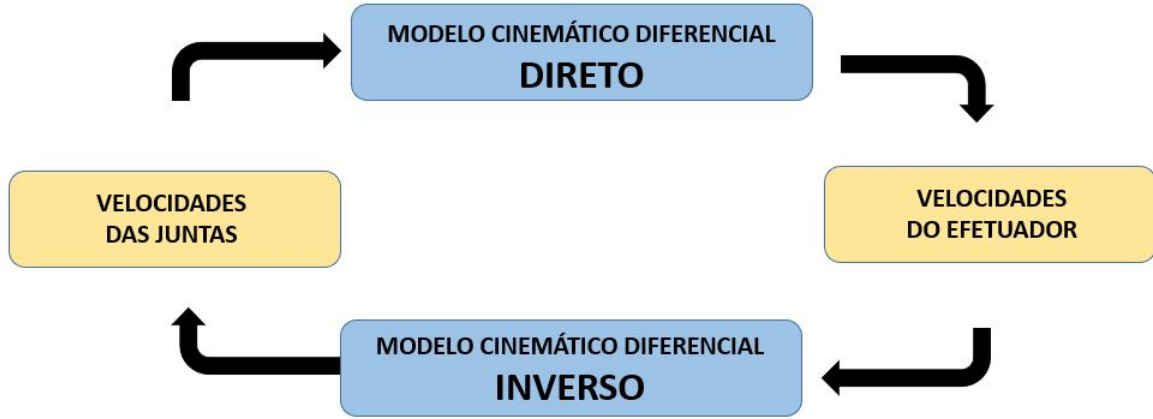 MODELO CINEMÁTICO DIFERENCIAL
DIRETO
VELOCIDADES
DAS JUNTAS
VELOCIDADES
DO EFETUADOR
MODELO CINEMÁTICO DIFERENCIAL
INVERSO